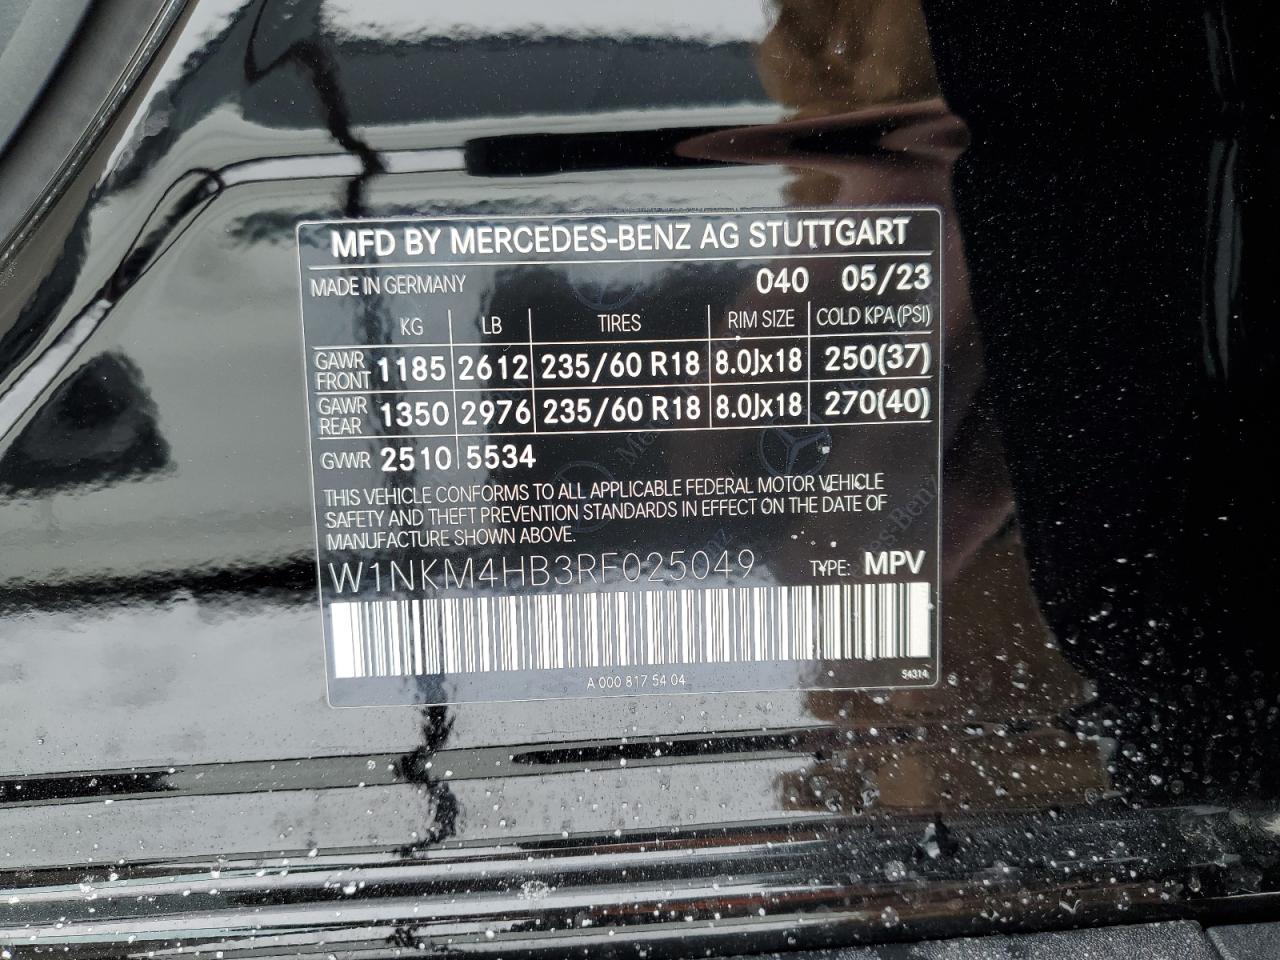 MFD BY MERCEDES-BENZ AG STUTTGART
MADE IN GERMANY 040 05/23
KG LB TIRES RIM SIZE COLD KPA(PSI)
GAWR FRONT 1185 2612 235/60 R18 8.0Jx18 250(37)
GAWR REAR 1350 2976 235/60 R18 8.0Jx18 270(40)
GVWR 2510 5534
THIS VEHICLE CONFORMS TO ALL APPLICABLE FEDERAL MOTOR VEHICLE
SAFETY AND THEFT PREVENTION STANDARDS IN EFFECT ON THE DATE OF
MANUFACTURE SHOWN ABOVE.
W1NKM4HB3RF025049 TYPE: MPV
A 000 817 54 04 54314